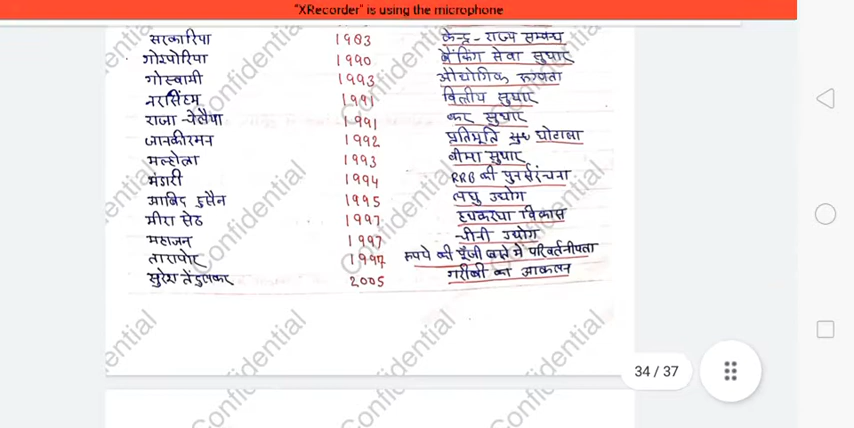 "XRecorder" is using the microphone
सरकारिया 1983 केन्द्र-राज्य सम्बन्ध
गोइपोरिया 1990 बैंकिंग सेवा सुधार
गोस्वामी 1993 औद्योगिक रुग्णता
नरसिंहम 1991 वित्तीय सुधार
राजा चेलैया 1991 कर सुधार
जानकीरमन 1992 प्रतिभूति घोटाला
मल्होत्रा 1993 बीमा सुधार
भंडारी 1994 RRB की पुनर्संरचना
आबिद हुसैन 1995 लघु उद्योग
मीरा सेठ 1997 हथकरघा विकास
महाजन 1997 चीनी उद्योग
तारापोर 1997 रूपये की पूँजी खाते में परिवर्तनीयता
सुरेश तेंदुलकर 2005 गरीबी का आकलन
34 / 37
Confidential